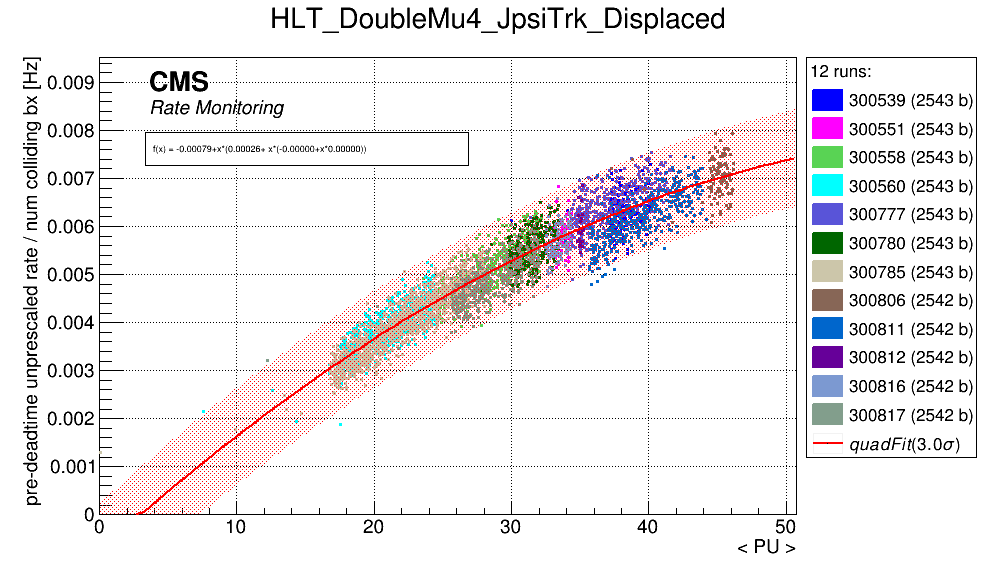 HLT_DoubleMu4_JpsiTrk_Displaced
pre-deadtime unprescaled rate / num colliding bx [Hz]
0.009
0.008
0.007
0.006
0.005
0.004
0.003
0.002
0.001
0
CMS
Rate Monitoring
f(x) = -0.00079+x*(0.00026+ x*(-0.00000+x*0.00000))
0 10 20 30 40 50
< PU >
12 runs:
300539 (2543 b)
300551 (2543 b)
300558 (2543 b)
300560 (2543 b)
300777 (2543 b)
300780 (2543 b)
300785 (2543 b)
300806 (2542 b)
300811 (2542 b)
300812 (2542 b)
300816 (2542 b)
300817 (2542 b)
quadFit(3.0σ)